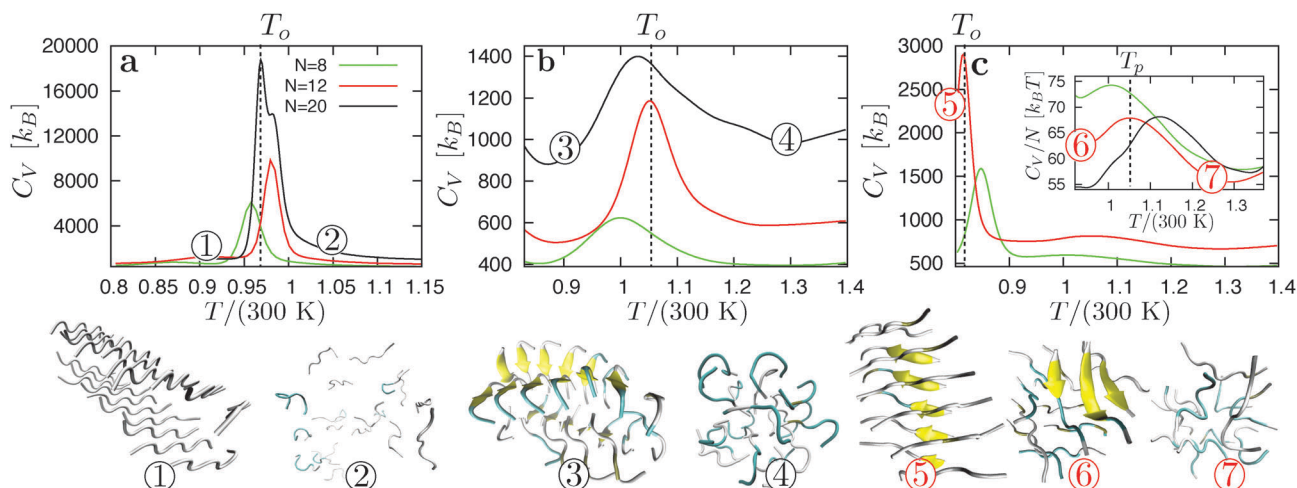 T_o
a
N=8
N=12
N=20
20000
16000
12000
8000
4000
C_V [k_B]
1
2
0.8 0.85 0.9 0.95 1 1.05 1.1 1.15
T/(300 K)
T_o
b
1400
1200
1000
800
600
400
C_V [k_B]
3
4
0.9 1 1.1 1.2 1.3 1.4
T/(300 K)
T_o
c
3000
2500
2000
1500
1000
500
C_V [k_B]
5
T_p
75
70
65
60
55
C_V/N [k_BT]
6
7
1 1.1 1.2 1.3
T/(300 K)
0.9 1 1.1 1.2 1.3 1.4
T/(300 K)
1
2
3
4
5
6
7